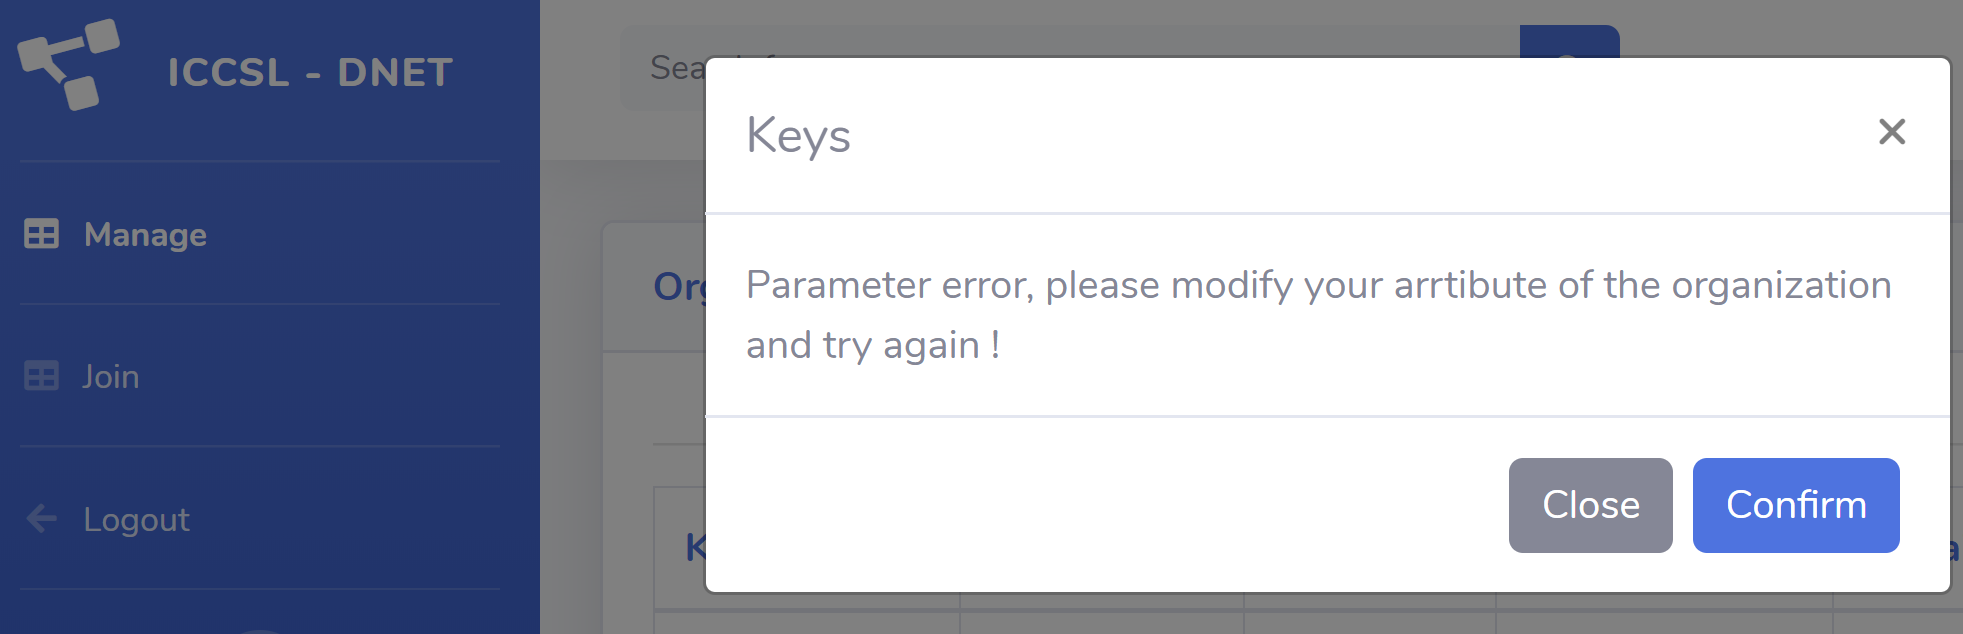 ICCSL - DNET
Manage
Join
Logout
Keys
Parameter error, please modify your arrtibute of the organization
and try again !
Close
Confirm